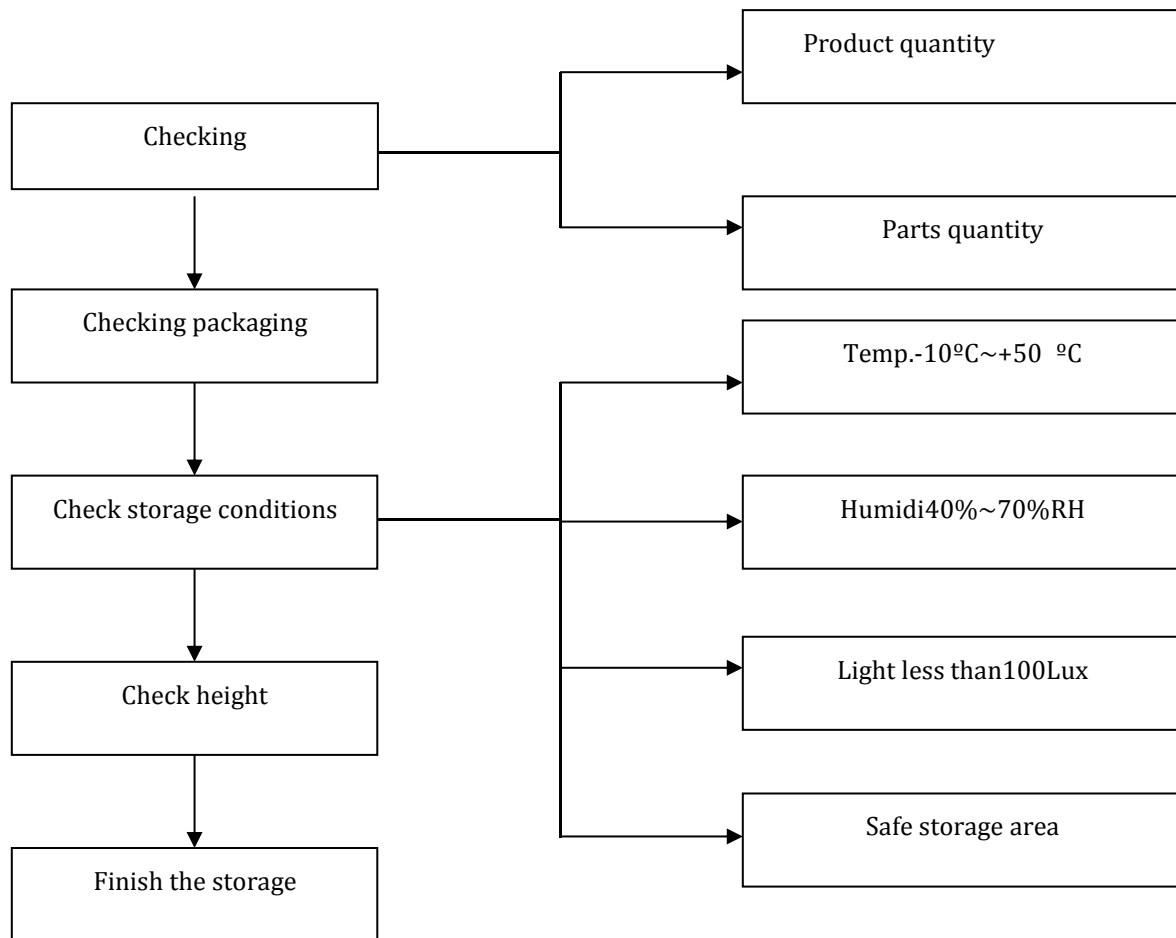 Product quantity
Checking
Parts quantity
Checking packaging
Temp.-10ºC~+50 ºC
Check storage conditions
Humidi40%~70%RH
Light less than100Lux
Check height
Safe storage area
Finish the storage